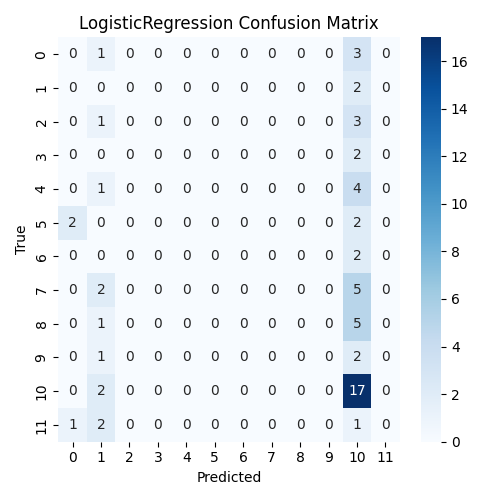 LogisticRegression Confusion Matrix
0 0 1 0 0 0 0 0 0 0 0 3 0
1 0 0 0 0 0 0 0 0 0 0 2 0
2 0 1 0 0 0 0 0 0 0 0 3 0
3 0 0 0 0 0 0 0 0 0 0 2 0
4 0 1 0 0 0 0 0 0 0 0 4 0
5 2 0 0 0 0 0 0 0 0 0 2 0
6 0 0 0 0 0 0 0 0 0 0 2 0
7 0 2 0 0 0 0 0 0 0 0 5 0
8 0 1 0 0 0 0 0 0 0 0 5 0
9 0 1 0 0 0 0 0 0 0 0 2 0
10 0 2 0 0 0 0 0 0 0 0 17 0
11 1 2 0 0 0 0 0 0 0 0 1 0
0 1 2 3 4 5 6 7 8 9 10 11
True
Predicted
16
14
12
10
8
6
4
2
0